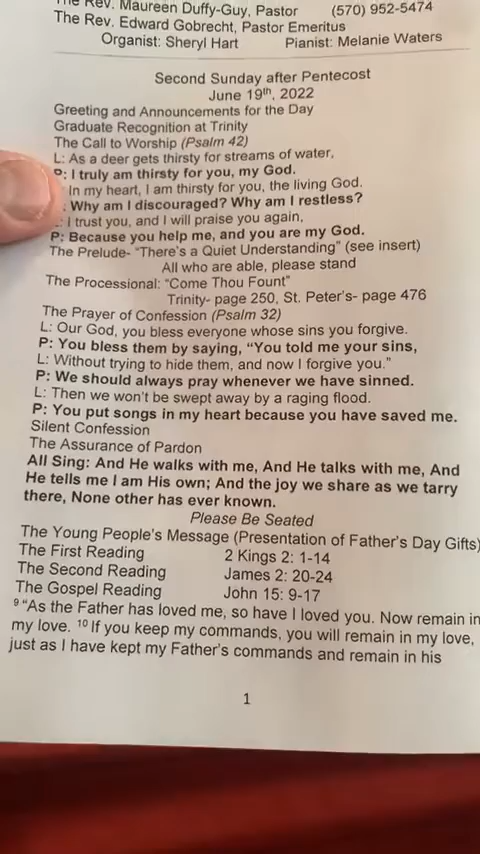 The Rev. Maureen Duffy-Guy, Pastor (570) 952-5474
The Rev. Edward Gobrecht, Pastor Emeritus
Organist: Sheryl Hart Pianist: Melanie Waters
Second Sunday after Pentecost
June 19th, 2022
Greeting and Announcements for the Day
Graduate Recognition at Trinity
The Call to Worship (Psalm 42)
L: As a deer gets thirsty for streams of water,
P: I truly am thirsty for you, my God.
In my heart, I am thirsty for you, the living God.
: Why am I discouraged? Why am I restless?
: I trust you, and I will praise you again,
P: Because you help me, and you are my God.
The Prelude- “There’s a Quiet Understanding” (see insert)
All who are able, please stand
The Processional: “Come Thou Fount”
Trinity- page 250, St. Peter’s- page 476
The Prayer of Confession (Psalm 32)
L: Our God, you bless everyone whose sins you forgive.
P: You bless them by saying, “You told me your sins,
L: Without trying to hide them, and now I forgive you.”
P: We should always pray whenever we have sinned.
L: Then we won’t be swept away by a raging flood.
P: You put songs in my heart because you have saved me.
Silent Confession
The Assurance of Pardon
All Sing: And He walks with me, And He talks with me, And
He tells me I am His own; And the joy we share as we tarry
there, None other has ever known.
Please Be Seated
The Young People’s Message (Presentation of Father’s Day Gifts)
The First Reading 2 Kings 2: 1-14
The Second Reading James 2: 20-24
The Gospel Reading John 15: 9-17
9 “As the Father has loved me, so have I loved you. Now remain in
my love. 10 If you keep my commands, you will remain in my love,
just as I have kept my Father’s commands and remain in his
1